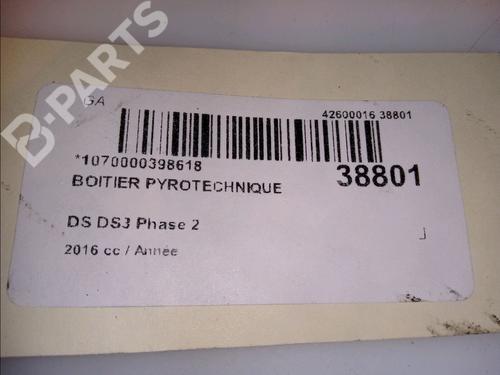 B-PARTS
GA
42600016 38801
*1070000398618
38801
BOITIER PYROTECHNIQUE
DS DS3 Phase 2
2016 cc / Année